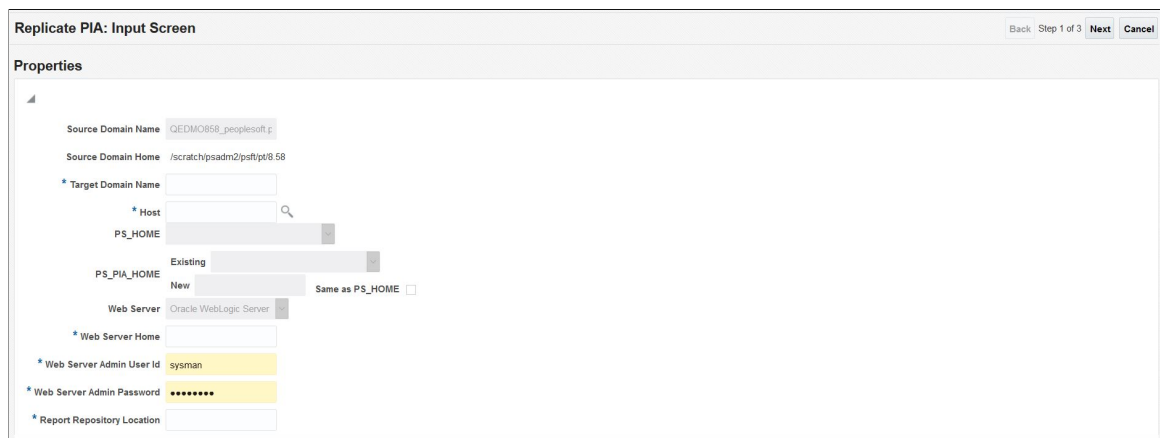 Replicate PIA: Input Screen
Back Step 1 of 3 Next Cancel
Properties
Source Domain Name QEDMO858_peoplesoft.p
Source Domain Home /scratch/psadm2/psft/pt/8.58
* Target Domain Name
* Host
PS_HOME
PS_PIA_HOME
Existing
New
Same as PS_HOME
Web Server Oracle WebLogic Server
* Web Server Home
* Web Server Admin User Id sysman
* Web Server Admin Password ••••••••
* Report Repository Location